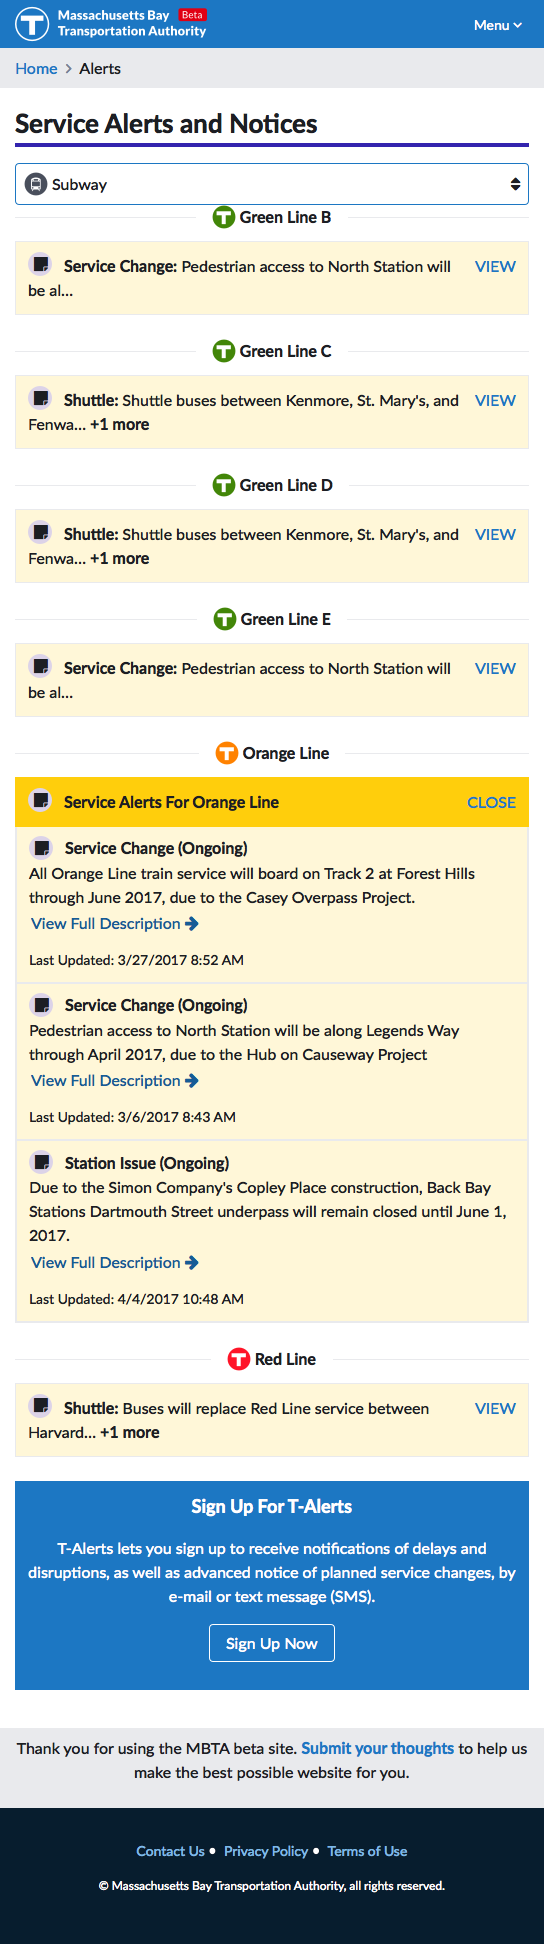 Massachusetts Bay Beta
Transportation Authority
Menu
Home > Alerts
Service Alerts and Notices
Subway
Green Line B
Service Change: Pedestrian access to North Station will
be al...
VIEW
Green Line C
Shuttle: Shuttle buses between Kenmore, St. Mary's, and
Fenwa... +1 more
VIEW
Green Line D
Shuttle: Shuttle buses between Kenmore, St. Mary's, and
Fenwa... +1 more
VIEW
Green Line E
Service Change: Pedestrian access to North Station will
be al...
VIEW
Orange Line
Service Alerts For Orange Line
CLOSE
Service Change (Ongoing)
All Orange Line train service will board on Track 2 at Forest Hills
through June 2017, due to the Casey Overpass Project.
View Full Description
Last Updated: 3/27/2017 8:52 AM
Service Change (Ongoing)
Pedestrian access to North Station will be along Legends Way
through April 2017, due to the Hub on Causeway Project
View Full Description
Last Updated: 3/6/2017 8:43 AM
Station Issue (Ongoing)
Due to the Simon Company's Copley Place construction, Back Bay
Stations Dartmouth Street underpass will remain closed until June 1,
2017.
View Full Description
Last Updated: 4/4/2017 10:48 AM
Red Line
Shuttle: Buses will replace Red Line service between
Harvard... +1 more
VIEW
Sign Up For T-Alerts
T-Alerts lets you sign up to receive notifications of delays and
disruptions, as well as advanced notice of planned service changes, by
e-mail or text message (SMS).
Sign Up Now
Thank you for using the MBTA beta site. Submit your thoughts to help us
make the best possible website for you.
Contact Us • Privacy Policy • Terms of Use
© Massachusetts Bay Transportation Authority, all rights reserved.